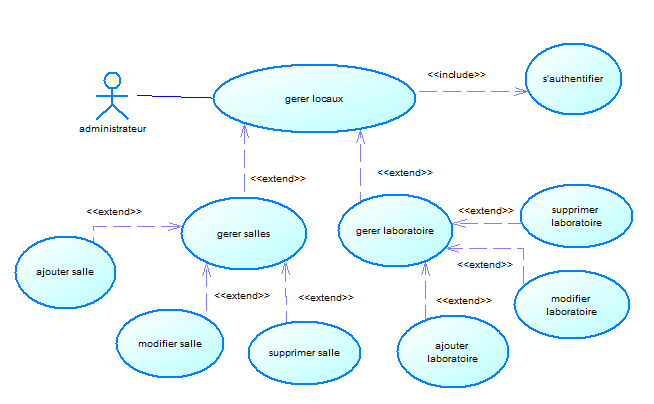 <<include>>
s'authentifier
gerer locaux
administrateur
<<extend>>
<<extend>>
<<extend>>
<<extend>>
supprimer
laboratoire
gerer salles
gerer laboratoire
<<extend>>
ajouter salle
<<extend>>
<<extend>>
<<extend>>
modifier
laboratoire
modifier salle
supprimer salle
ajouter
laboratoire